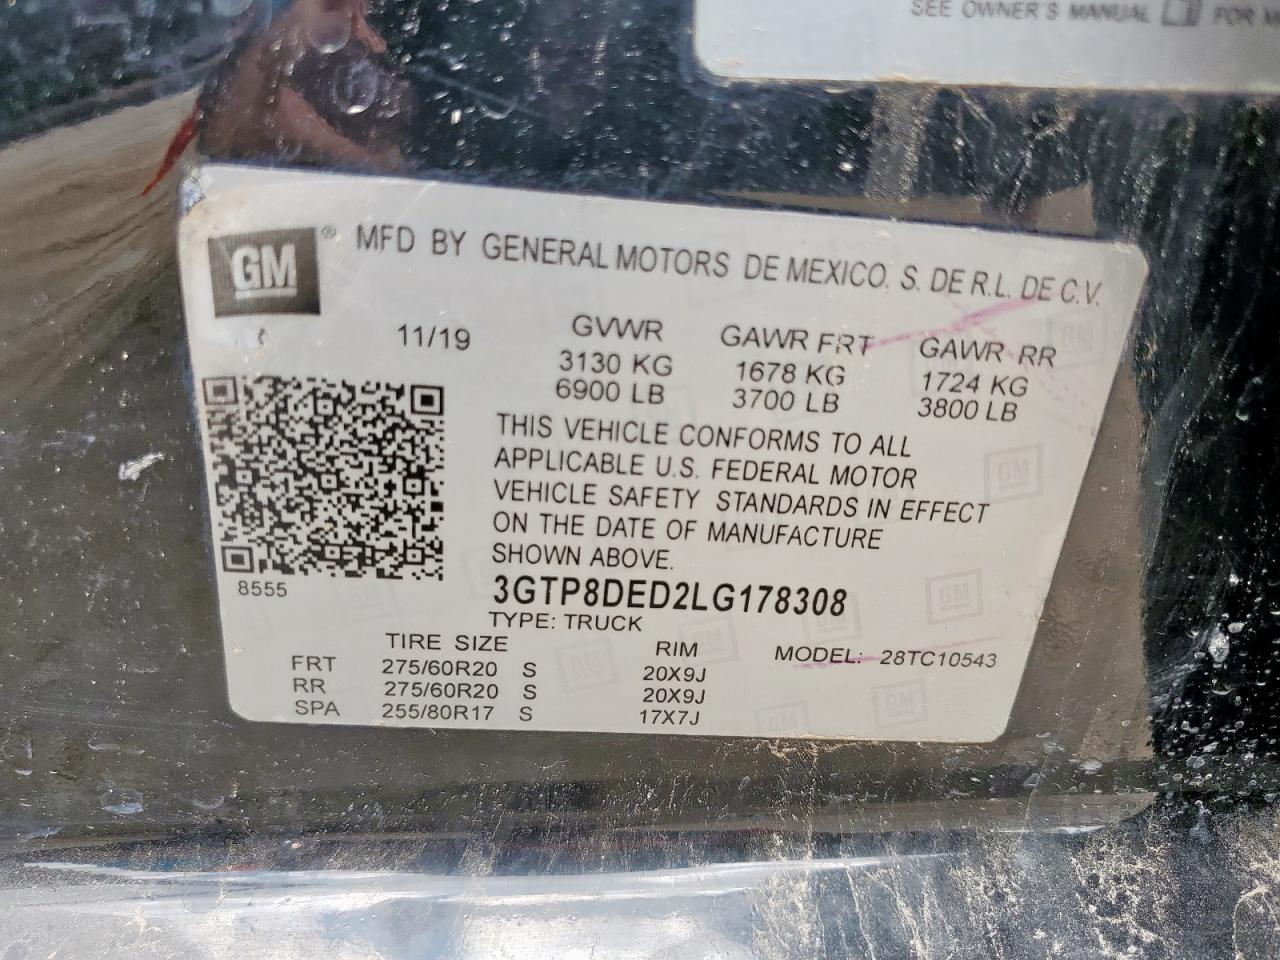 SEE OWNER'S MANUAL FOR
GM ® MFD BY GENERAL MOTORS DE MEXICO, S. DE R.L. DE C.V.
11/19 GVWR GAWR FRT GAWR RR
3130 KG 1678 KG 1724 KG
6900 LB 3700 LB 3800 LB
THIS VEHICLE CONFORMS TO ALL
APPLICABLE U.S. FEDERAL MOTOR
VEHICLE SAFETY STANDARDS IN EFFECT
ON THE DATE OF MANUFACTURE
SHOWN ABOVE.
8555
3GTP8DED2LG178308
TYPE: TRUCK
TIRE SIZE RIM MODEL: 28TC10543
FRT 275/60R20 S 20X9J
RR 275/60R20 S 20X9J
SPA 255/80R17 S 17X7J